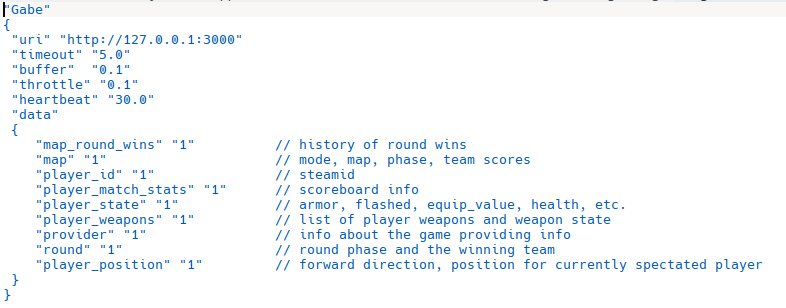 "Gabe"
{
"uri" "http://127.0.0.1:3000"
"timeout" "5.0"
"buffer" "0.1"
"throttle" "0.1"
"heartbeat" "30.0"
"data"
{
"map_round_wins" "1" // history of round wins
"map" "1" // mode, map, phase, team scores
"player_id" "1" // steamid
"player_match_stats" "1" // scoreboard info
"player_state" "1" // armor, flashed, equip_value, health, etc.
"player_weapons" "1" // list of player weapons and weapon state
"provider" "1" // info about the game providing info
"round" "1" // round phase and the winning team
"player_position" "1" // forward direction, position for currently spectated player
}
}